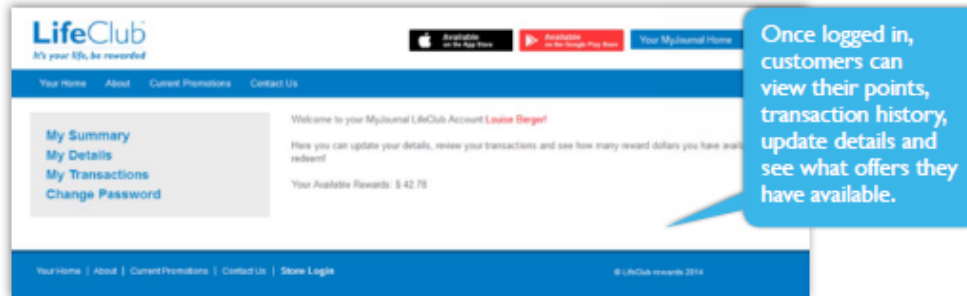 LifeClub
It's your life, be rewarded
Available
on the App Store
Available
on the Google Play Store
Your MyJournal Home
Your Home About Current Promotions Contact Us
My Summary
My Details
My Transactions
Change Password
Welcome to your MyJournal LifeClub Account Louise Berger!
Here you can update your details, review your transactions and see how many reward dollars you have
redeem!
Your Available Rewards: $ 42.78
Once logged in,
customers can
view their points,
transaction history,
update details and
see what offers they
have available.
Your Home | About | Current Promotions | Contact Us | Store Login
© LifeClub rewards 2014